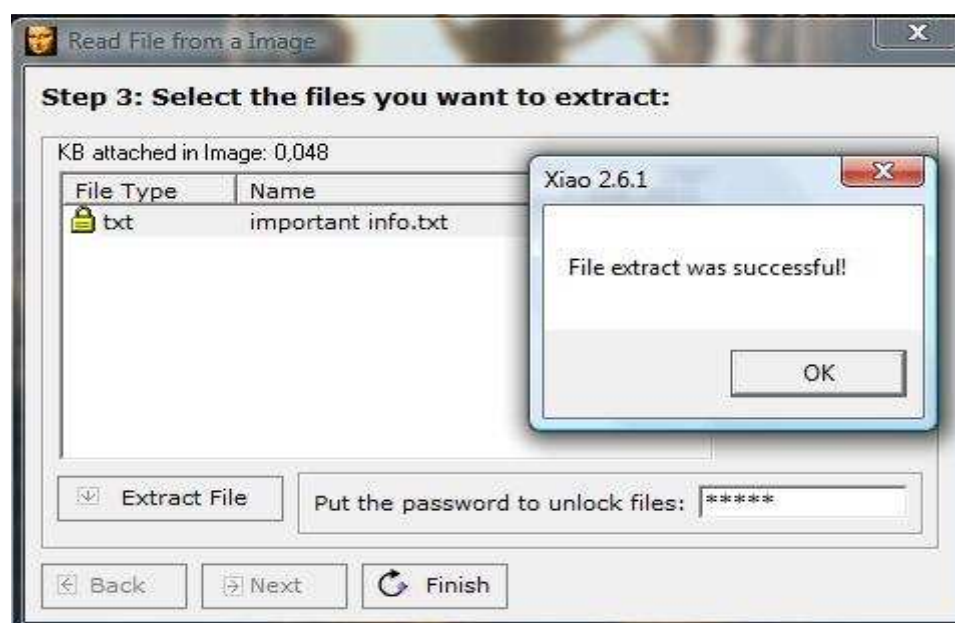 Read File from a Image
Step 3: Select the files you want to extract:
KB attached in Image: 0,048
File Type Name
txt important info.txt
Xiao 2.6.1
File extract was successful!
OK
Extract File
Put the password to unlock files: *****
Back Next Finish